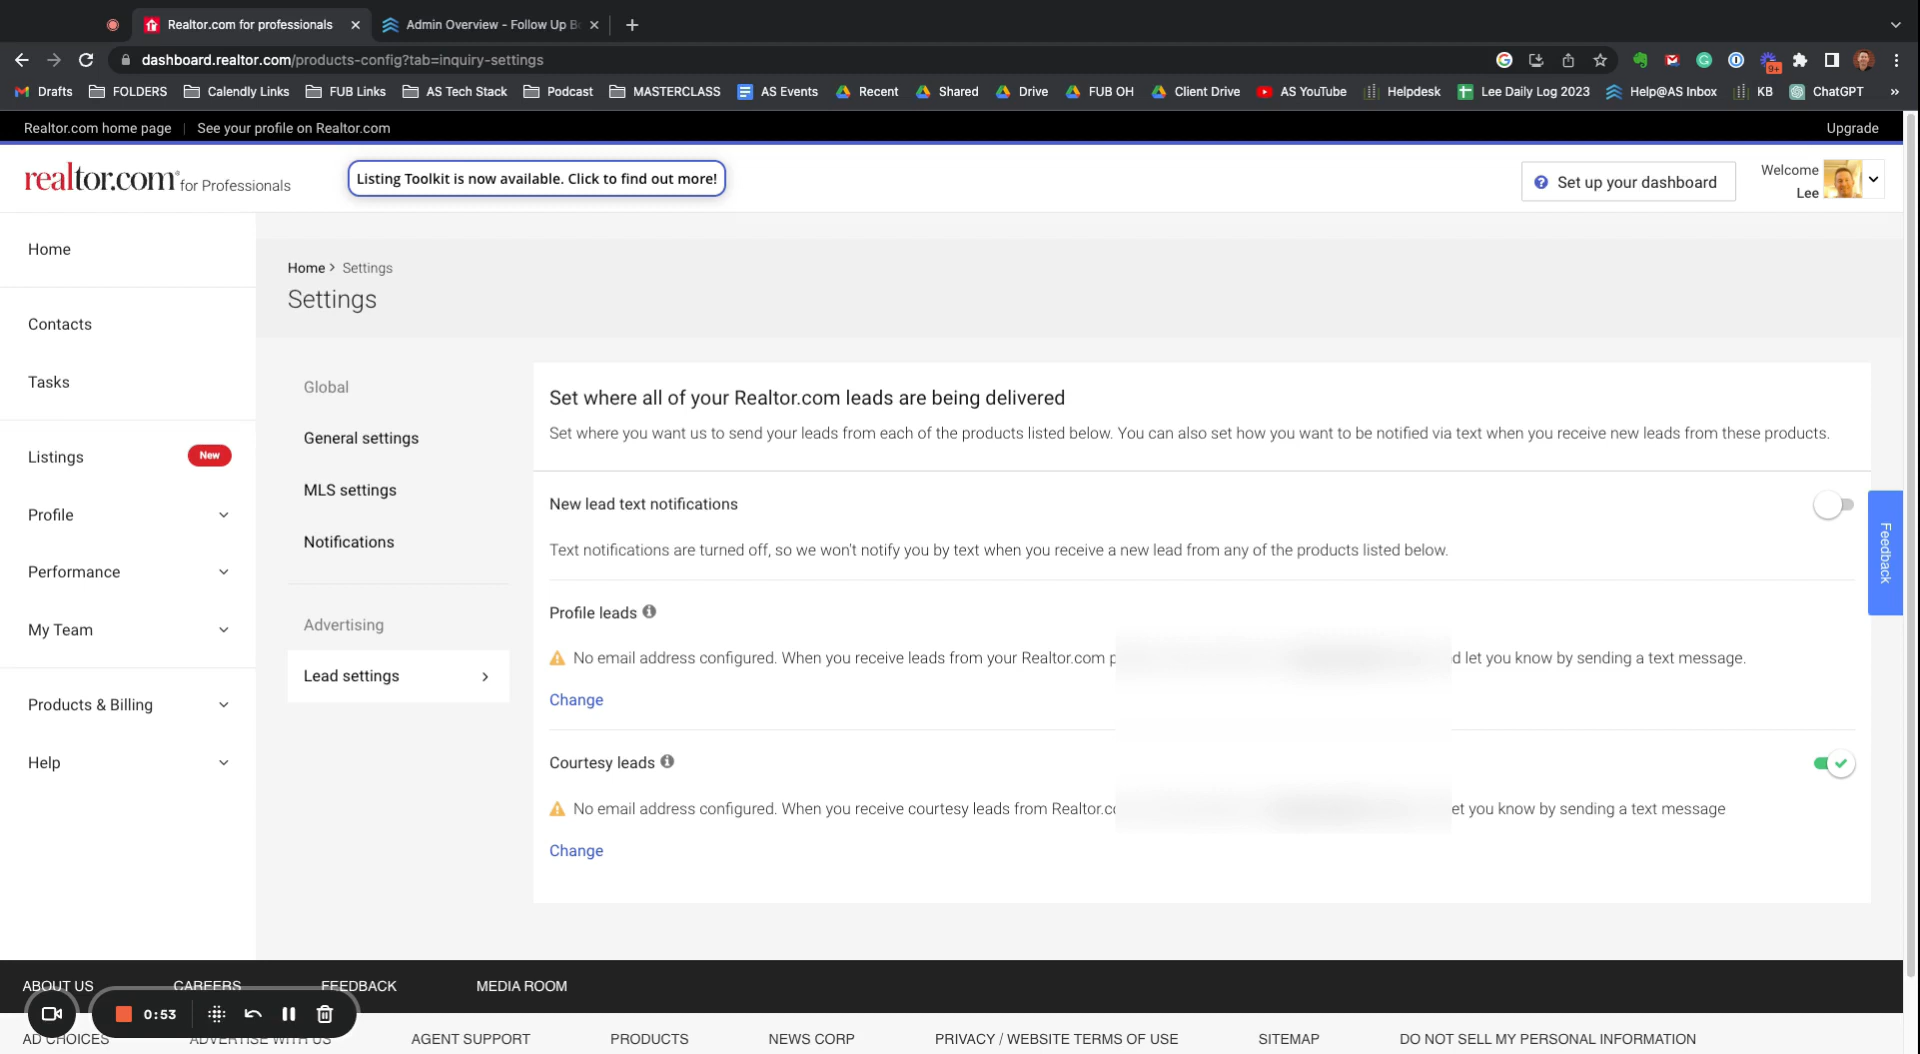 Realtor.com for professionals
Admin Overview - Follow Up Bo
dashboard.realtor.com/products-config?tab=inquiry-settings
9+
Drafts FOLDERS Calendly Links FUB Links AS Tech Stack Podcast MASTERCLASS AS Events Recent Shared Drive FUB OH Client Drive AS YouTube Helpdesk Lee Daily Log 2023 Help@AS Inbox KB ChatGPT »
Realtor.com home page | See your profile on Realtor.com Upgrade
realtor.com® for Professionals
Listing Toolkit is now available. Click to find out more!
Set up your dashboard
Welcome
Lee
Home
Contacts
Tasks
Listings New
Profile
Performance
My Team
Products & Billing
Help
Home > Settings
Settings
Global
General settings
MLS settings
Notifications
Advertising
Lead settings
Set where all of your Realtor.com leads are being delivered
Set where you want us to send your leads from each of the products listed below. You can also set how you want to be notified via text when you receive new leads from these products.
New lead text notifications
Text notifications are turned off, so we won't notify you by text when you receive a new lead from any of the products listed below.
Profile leads
No email address configured. When you receive leads from your Realtor.com p d let you know by sending a text message.
Change
Courtesy leads
No email address configured. When you receive courtesy leads from Realtor.co et you know by sending a text message
Change
Feedback
ABOUT US CAREERS FEEDBACK MEDIA ROOM
0:53
AD CHOICES ADVERTISE WITH US AGENT SUPPORT PRODUCTS NEWS CORP PRIVACY / WEBSITE TERMS OF USE SITEMAP DO NOT SELL MY PERSONAL INFORMATION